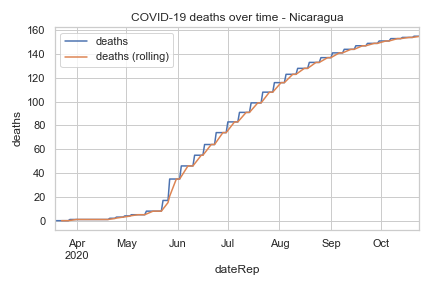 COVID-19 deaths over time - Nicaragua
160
140
120
100
80
60
40
20
0
deaths
deaths
deaths (rolling)
Apr
2020
May
Jun
Jul
Aug
Sep
Oct
dateRep